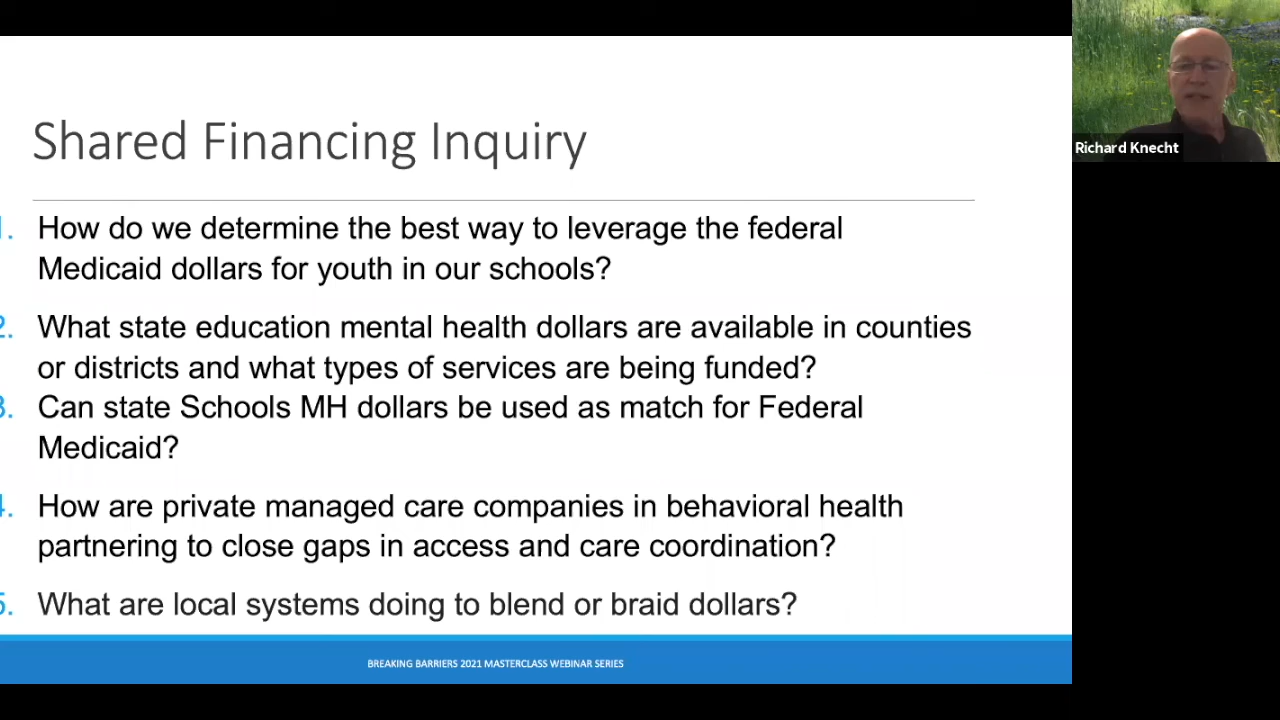 Shared Financing Inquiry
1. How do we determine the best way to leverage the federal
Medicaid dollars for youth in our schools?
2. What state education mental health dollars are available in counties
or districts and what types of services are being funded?
3. Can state Schools MH dollars be used as match for Federal
Medicaid?
4. How are private managed care companies in behavioral health
partnering to close gaps in access and care coordination?
5. What are local systems doing to blend or braid dollars?
BREAKING BARRIERS 2021 MASTERCLASS WEBINAR SERIES
Richard Knecht